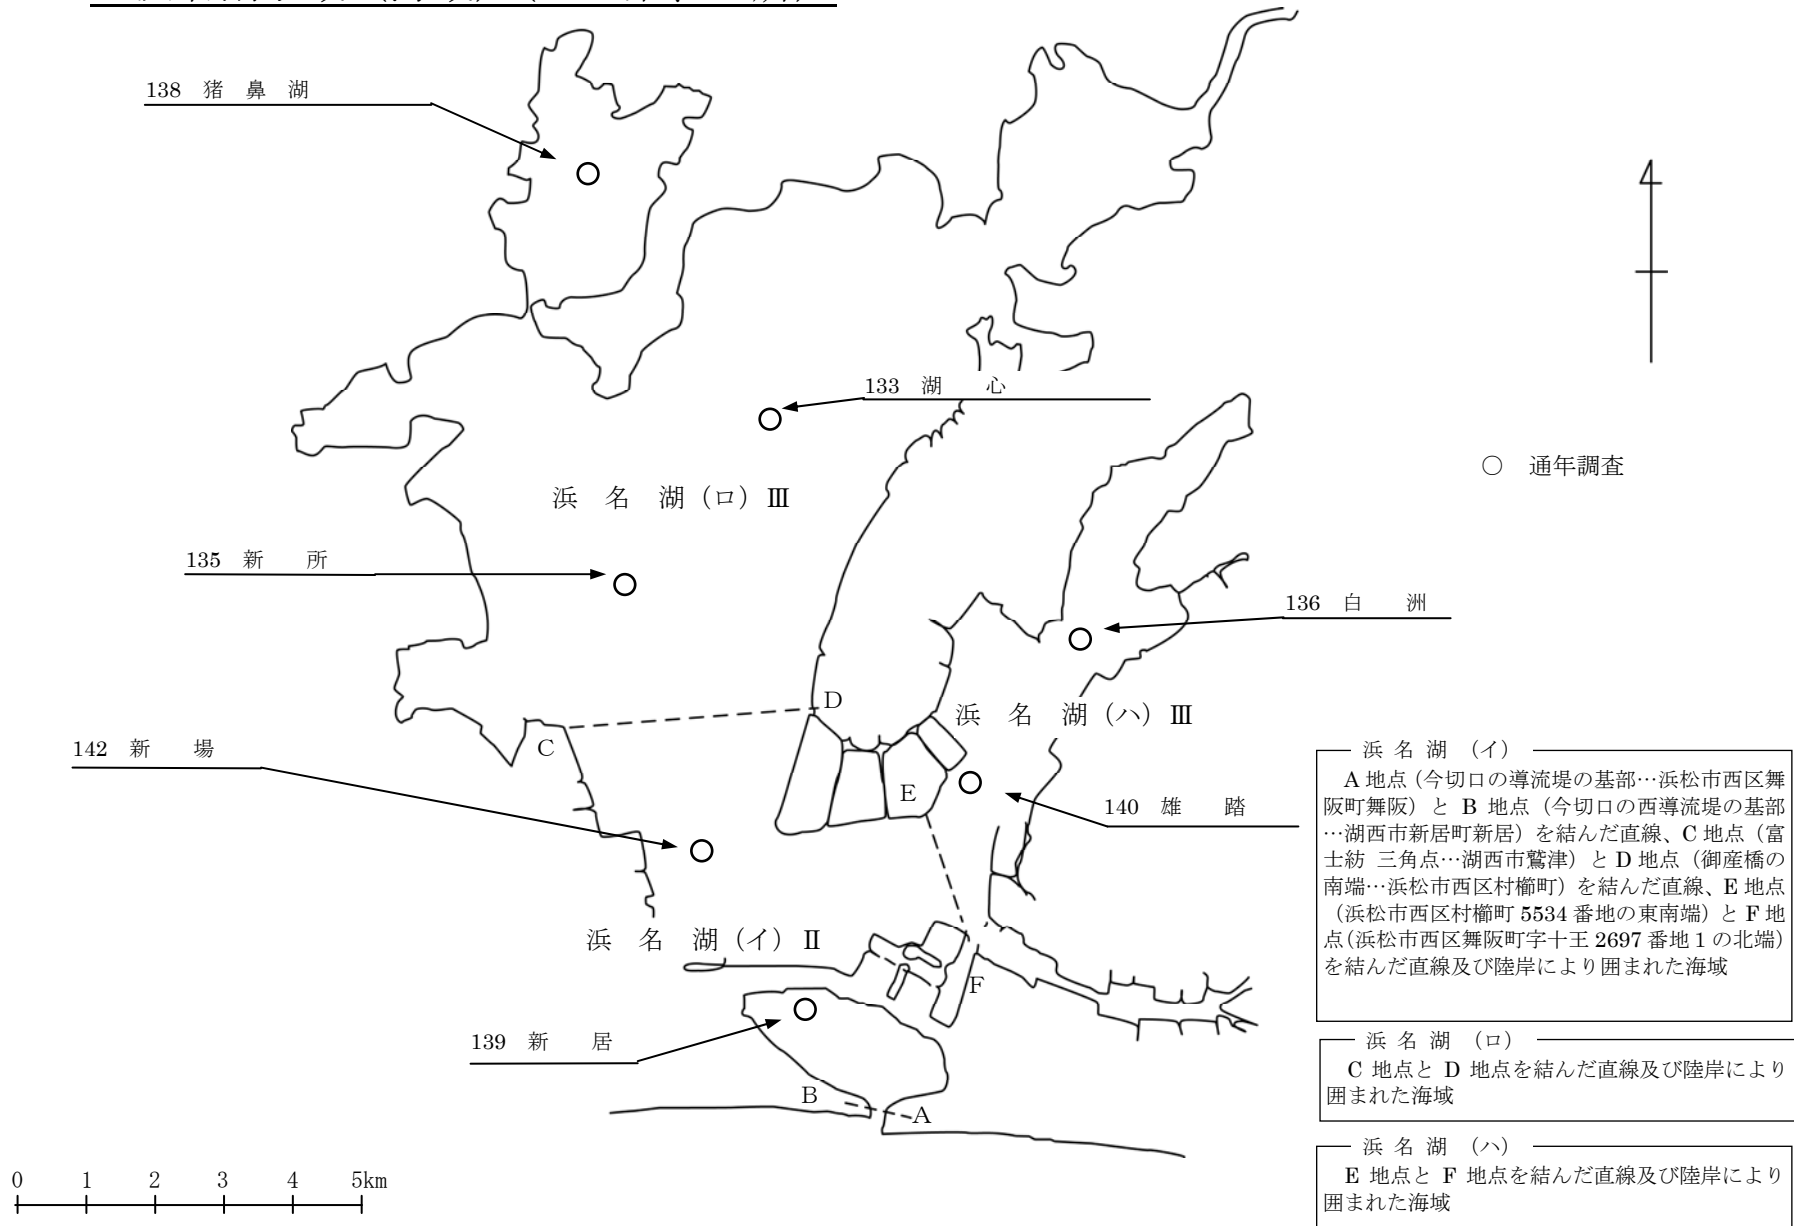 138 猪鼻湖
133 湖心
○ 通年調査
浜名湖(ロ)Ⅲ
135 新所
136 白洲
D
浜名湖(ハ)Ⅲ
C
142 新場
E
140 雄踏
浜名湖(イ)Ⅱ
F
139 新居
B
A
浜名湖(イ)
A 地点(今切口の導流堤の基部…浜松市西区舞
阪町舞阪)と B 地点(今切口の西導流堤の基部
…湖西市新居町新居)を結んだ直線、C 地点(富
士紡 三角点…湖西市鷲津)と D 地点(御産橋の
南端…浜松市西区村櫛町)を結んだ直線、E 地点
(浜松市西区村櫛町 5534 番地の東南端)と F 地
点(浜松市西区舞阪町字十王 2697 番地 1 の北端)
を結んだ直線及び陸岸により囲まれた海域
浜名湖(ロ)
C 地点と D 地点を結んだ直線及び陸岸により
囲まれた海域
浜名湖(ハ)
E 地点と F 地点を結んだ直線及び陸岸により
囲まれた海域
0 1 2 3 4 5km